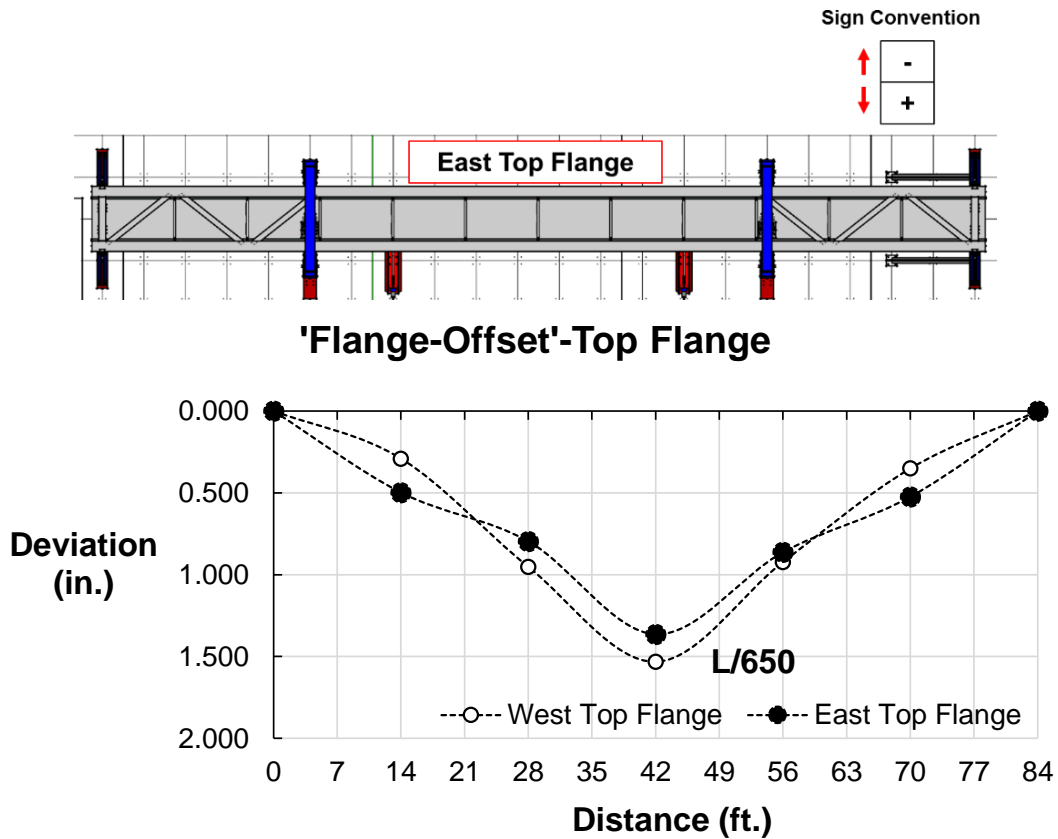 Sign Convention
-
+
East Top Flange
'Flange-Offset'-Top Flange
0.000
0.500
1.000
1.500
2.000
Deviation
(in.)
L/650
West Top Flange
East Top Flange
0 7 14 21 28 35 42 49 56 63 70 77 84
Distance (ft.)